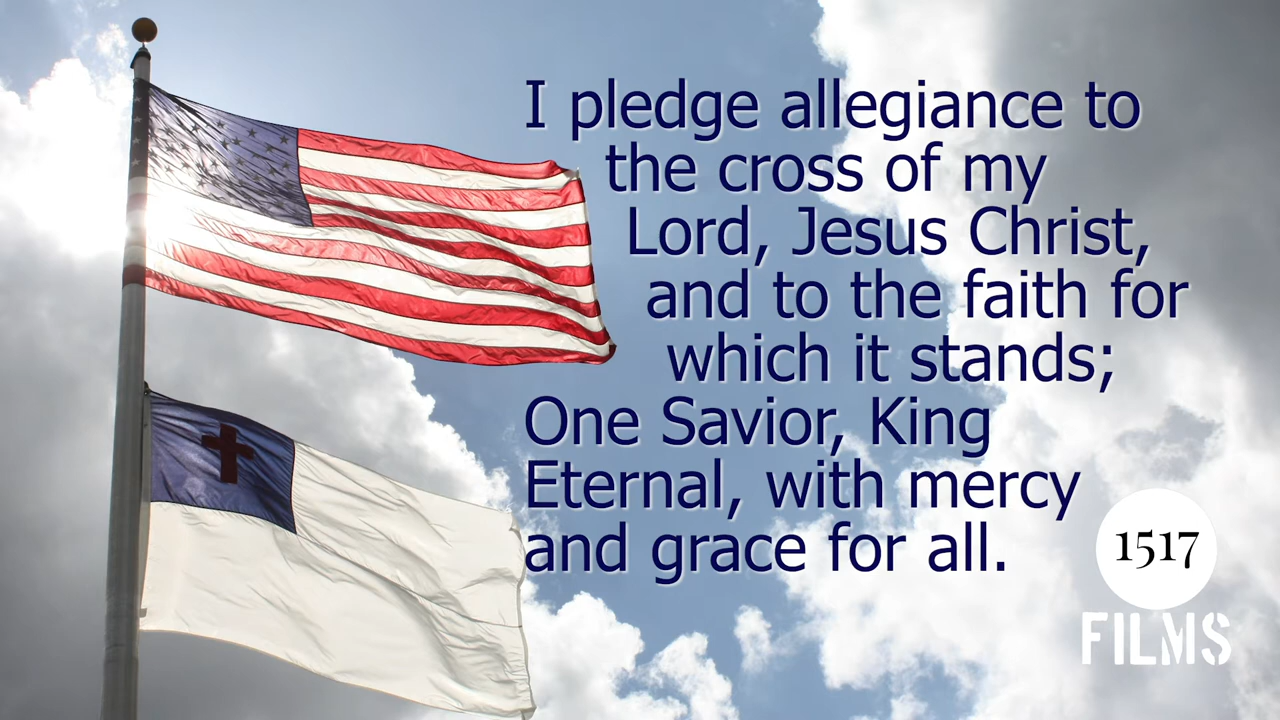 I pledge allegiance to
the cross of my
Lord, Jesus Christ,
and to the faith for
which it stands;
One Savior, King
Eternal, with mercy
and grace for all.
1517
FILMS